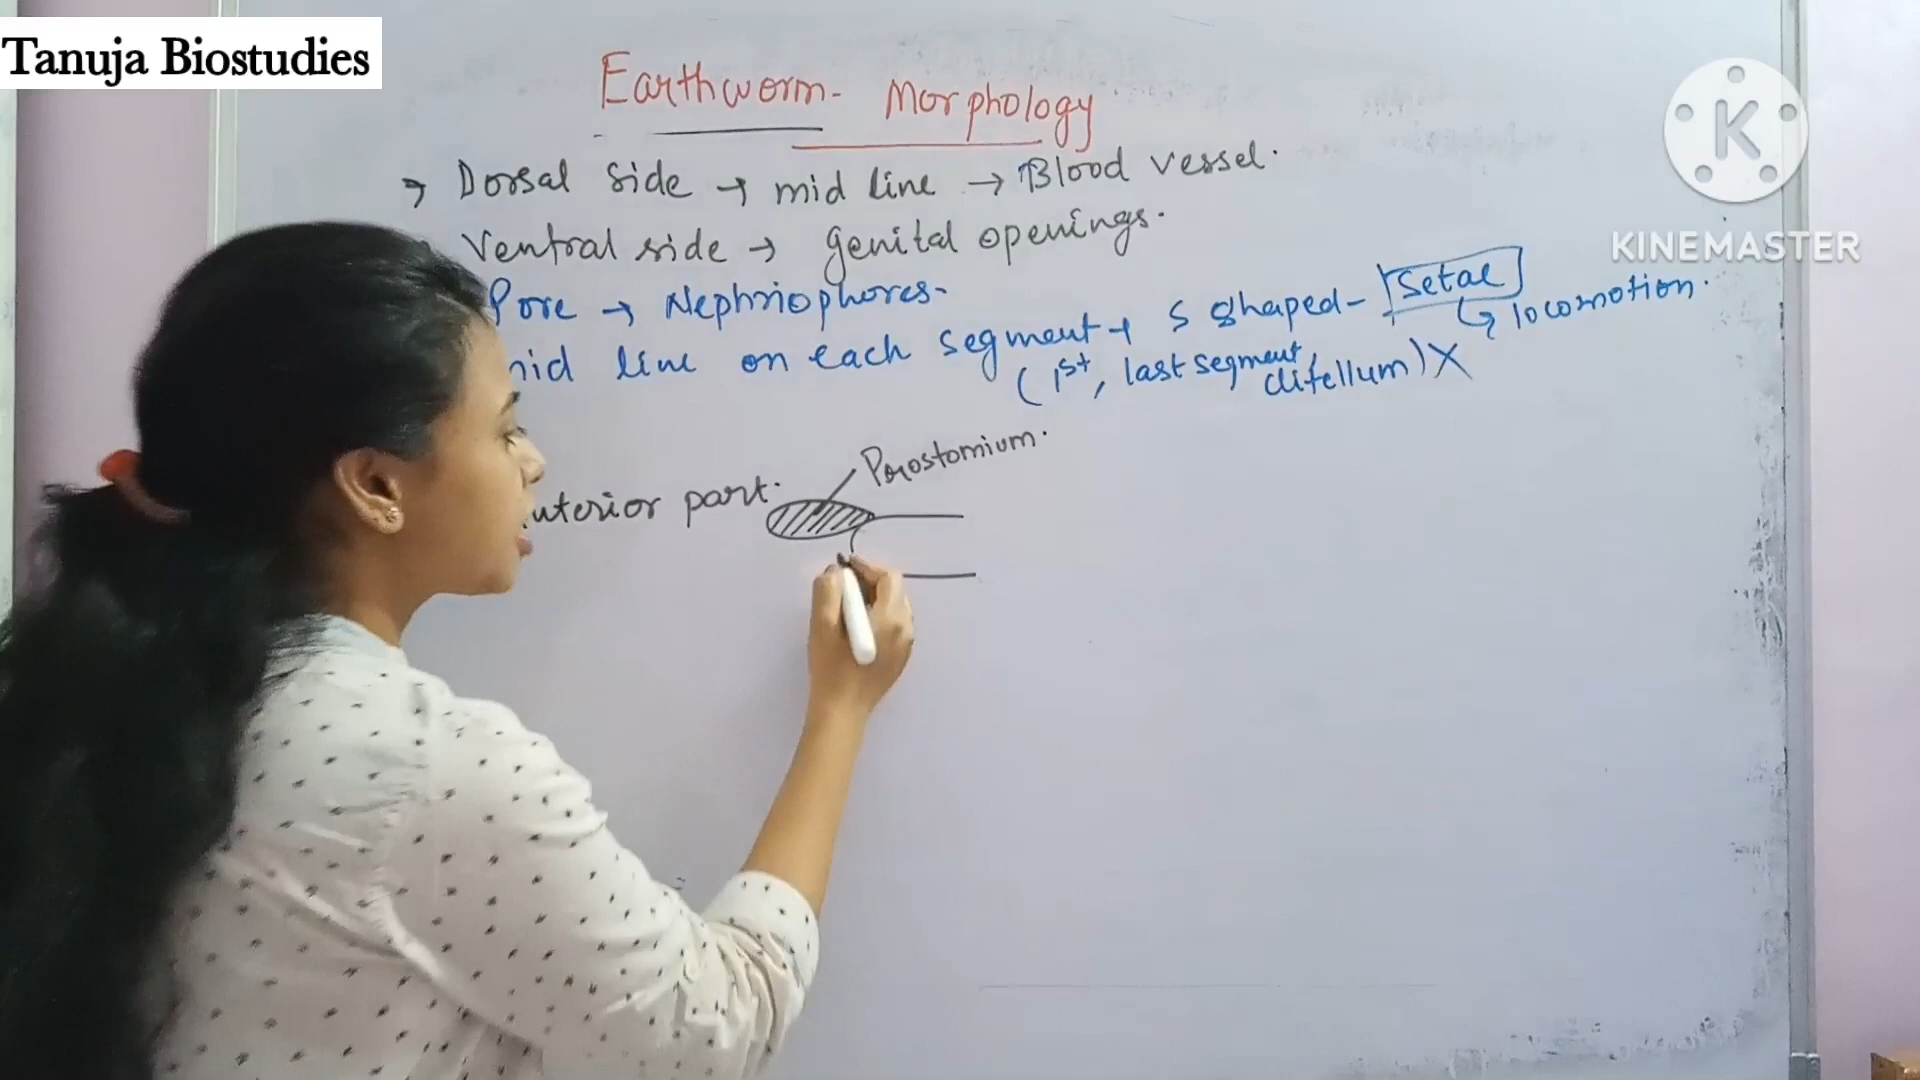 Tanuja Biostudies
Earthworm- Morphology
→ Dorsal side → mid line → Blood vessel.
Ventral side → genital openings.
Pore → Nephriophores-
mid line on each segment → S shaped - Setae
↳ locomotion.
(1st, last segment, clitellum) X
Prostomium.
Anterior part.
K
KINEMASTER